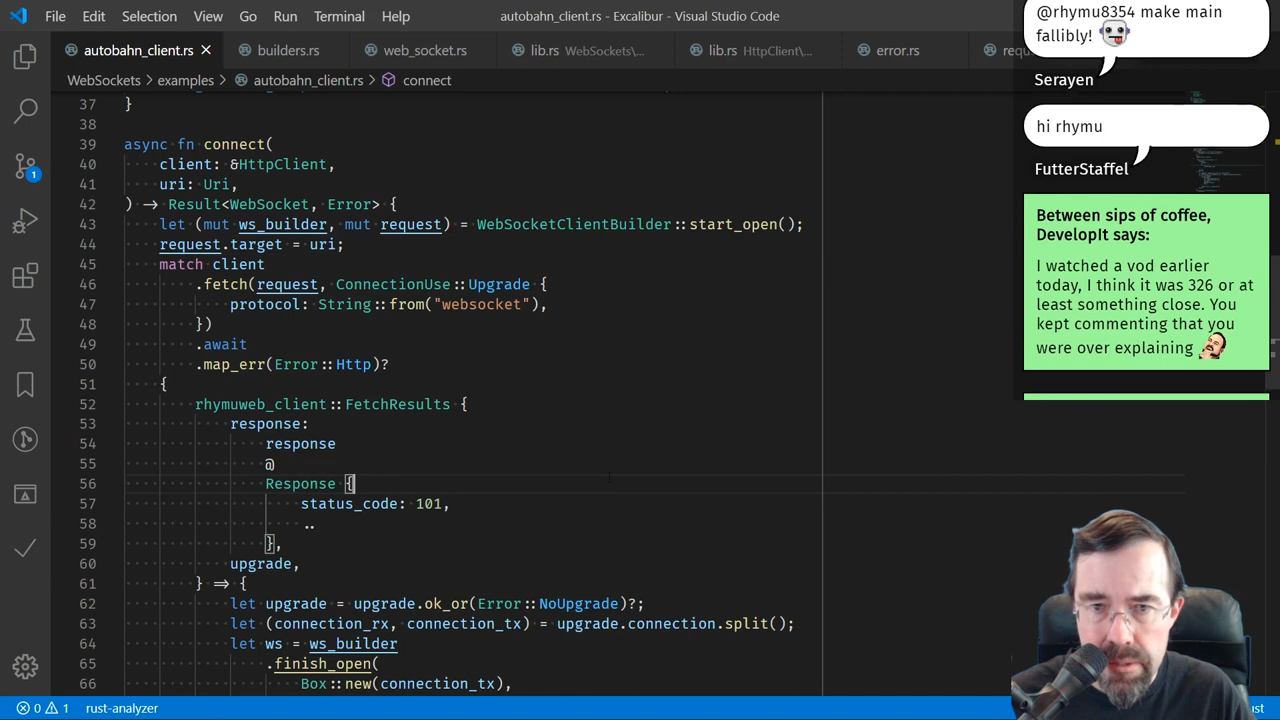 File Edit Selection View Go Run Terminal Help autobahn_client.rs - Excalibur - Visual Studio Code
autobahn_client.rs builders.rs web_socket.rs lib.rs WebSockets\... lib.rs HttpClient\... error.rs
WebSockets > examples > autobahn_client.rs > connect
37 }
38
39 async fn connect(
40 client: &HttpClient,
41 uri: Uri,
42 ) -> Result<WebSocket, Error> {
43 let (mut ws_builder, mut request) = WebSocketClientBuilder::start_open();
44 request.target = uri;
45 match client
46 .fetch(request, ConnectionUse::Upgrade {
47 protocol: String::from("websocket"),
48 })
49 .await
50 .map_err(Error::Http)?
51 {
52 rhymuweb_client::FetchResults {
53 response:
54 response
55 @
56 Response {
57 status_code: 101,
58 ..
59 },
60 upgrade,
61 } => {
62 let upgrade = upgrade.ok_or(Error::NoUpgrade)?;
63 let (connection_rx, connection_tx) = upgrade.connection.split();
64 let ws = ws_builder
65 .finish_open(
66 Box::new(connection_tx),
@rhymu8354 make main
fallibly!
Serayen
hi rhymu
FutterStaffel
Between sips of coffee,
DevelopIt says:
I watched a vod earlier
today, I think it was 326 or at
least something close. You
kept commenting that you
were over explaining
1
0 1 rust-analyzer